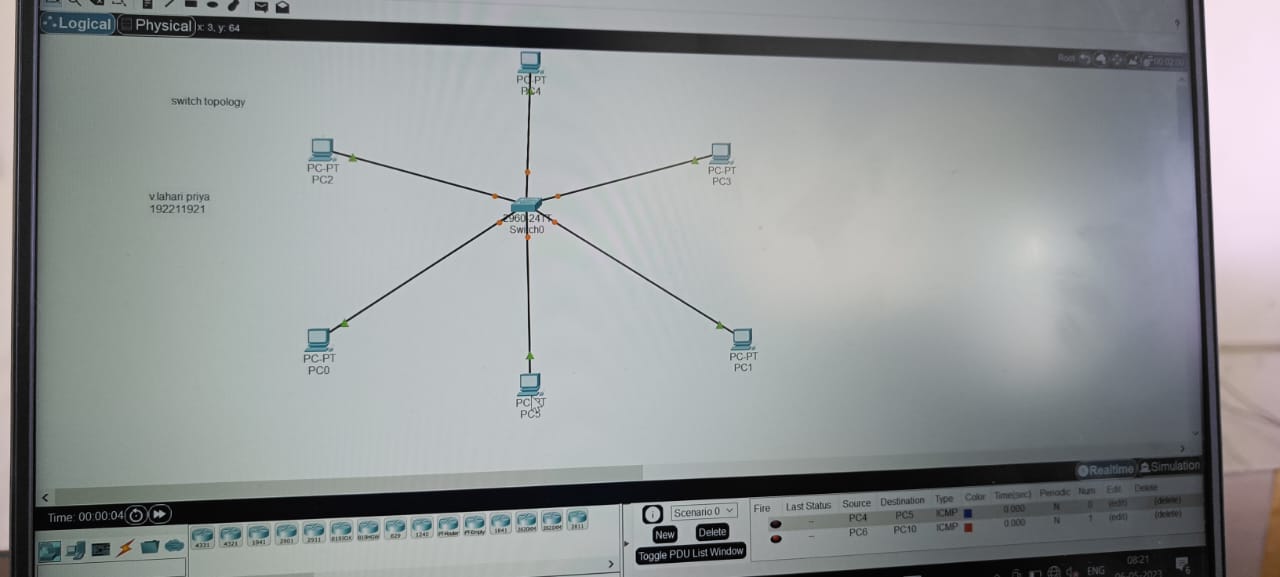 Logical Physical x: 3, y: 64
?
Root 00:02:00
PC-PT
PC4
switch topology
PC-PT
PC2
PC-PT
PC3
v.lahari priya
192211921
2960-24TT
Switch0
PC-PT
PC0
PC-PT
PC1
PC-PT
PC5
Realtime Simulation
Time: 00:00:04
4331 4321 1941 2901 2911 819IOX 819HGW 829 1240 PT-Router PT-Empty 1841 2620XM 2621XM 2811
Scenario 0
New Delete
Toggle PDU List Window
Fire Last Status Source Destination Type Color Time(sec) Periodic Num Edit Delete
-- PC4 PC5 ICMP 0.000 N 0 (edit) (delete)
-- PC6 PC10 ICMP 0.000 N 1 (edit) (delete)
ENG
08:21
06-05-2023
6